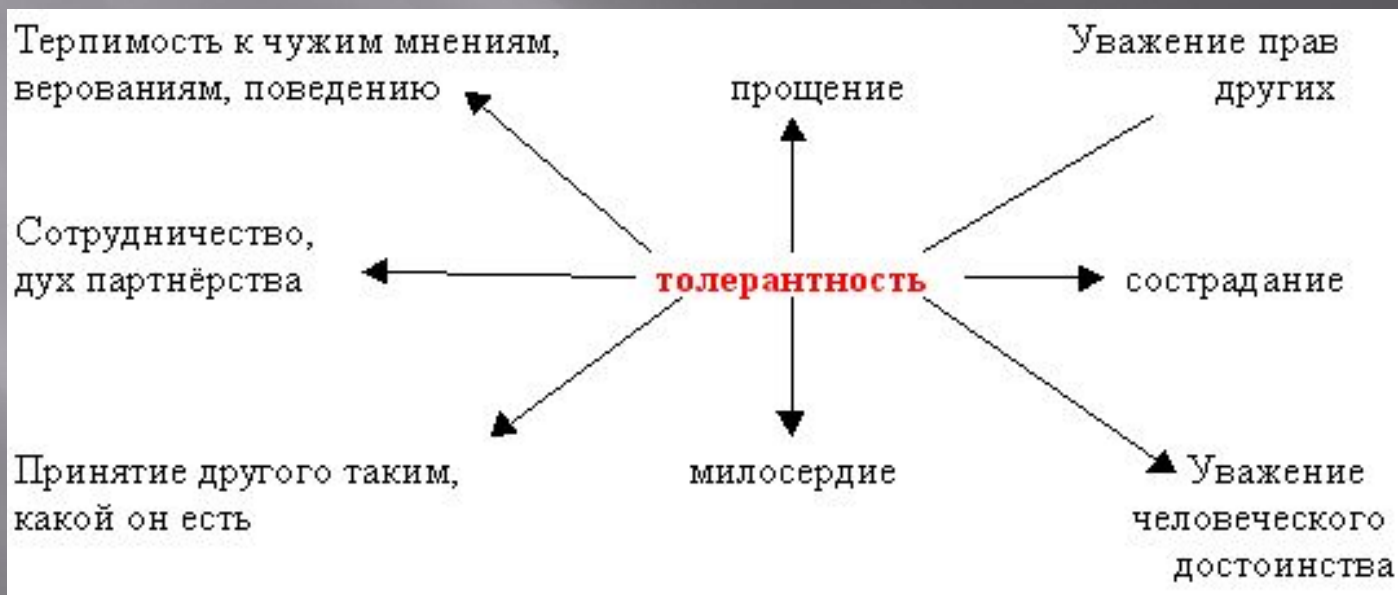 Терпимость к чужим мнениям,
верованиям, поведению
прощение
Уважение прав
других
Сотрудничество,
дух партнёрства
толерантность
сострадание
Принятие другого таким,
какой он есть
милосердие
Уважение
человеческого
достоинства